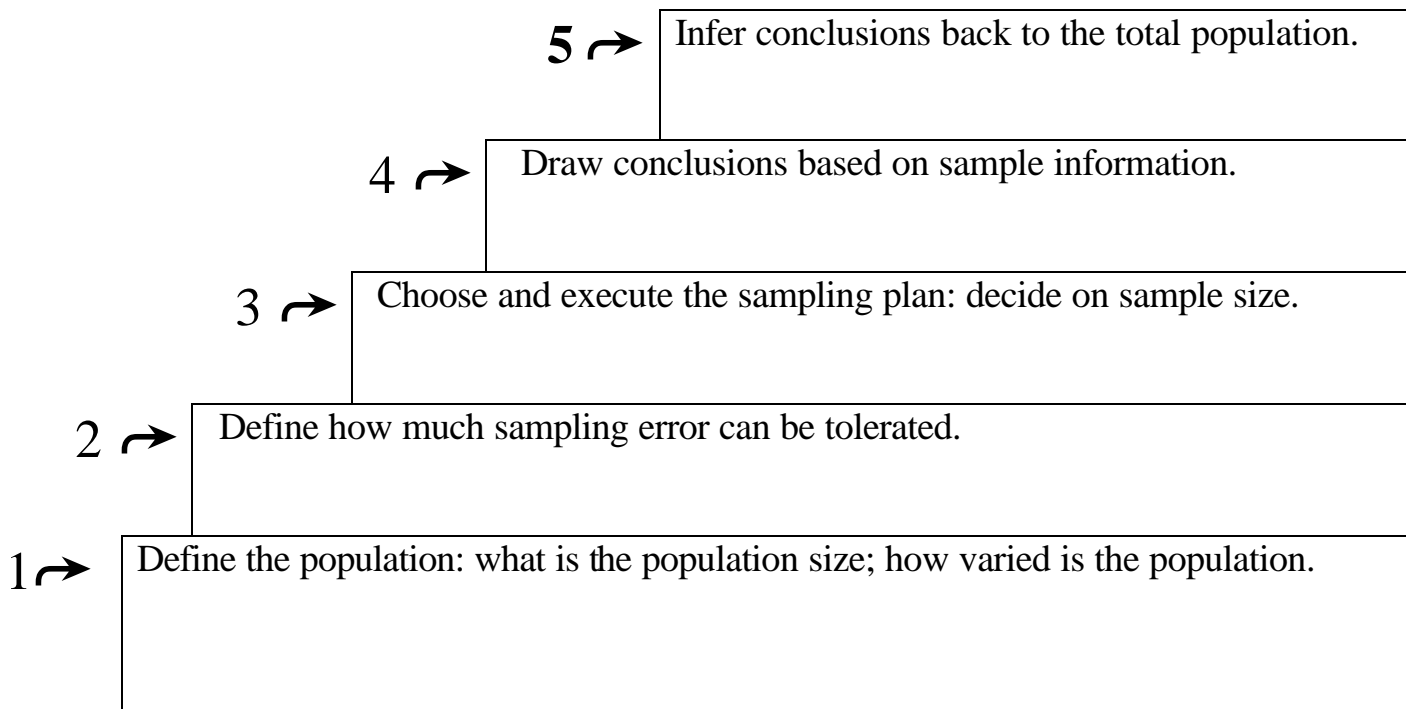 5 Infer conclusions back to the total population.
4 Draw conclusions based on sample information.
3 Choose and execute the sampling plan: decide on sample size.
2 Define how much sampling error can be tolerated.
1 Define the population: what is the population size; how varied is the population.